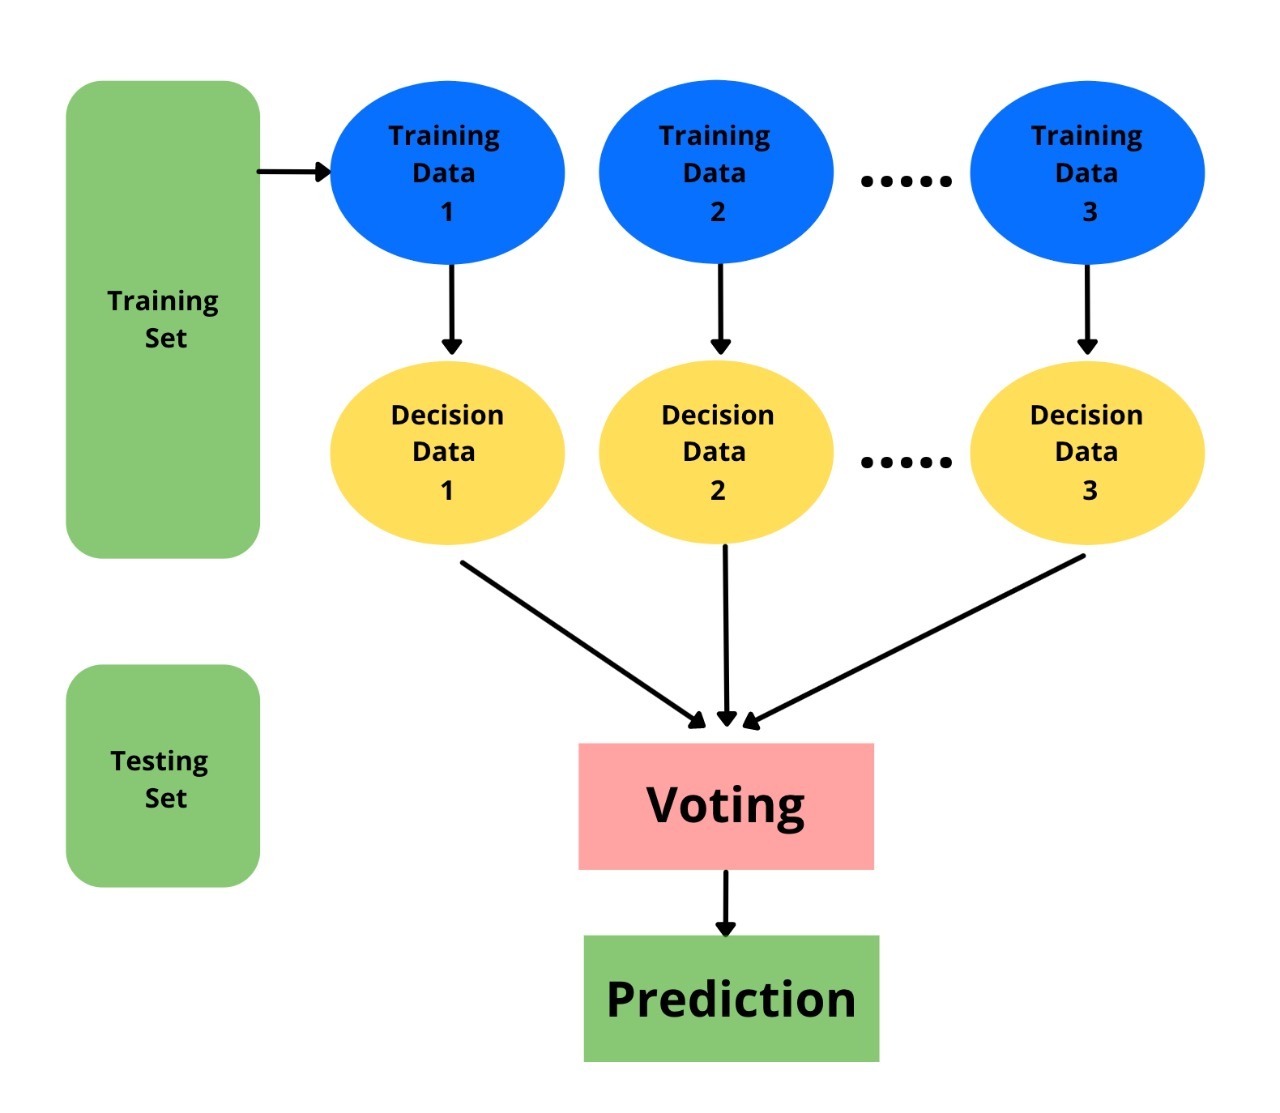 Training
Data
1
Training
Data
2
.....
Training
Data
3
Training
Set
Decision
Data
1
Decision
Data
2
.....
Decision
Data
3
Testing
Set
Voting
Prediction